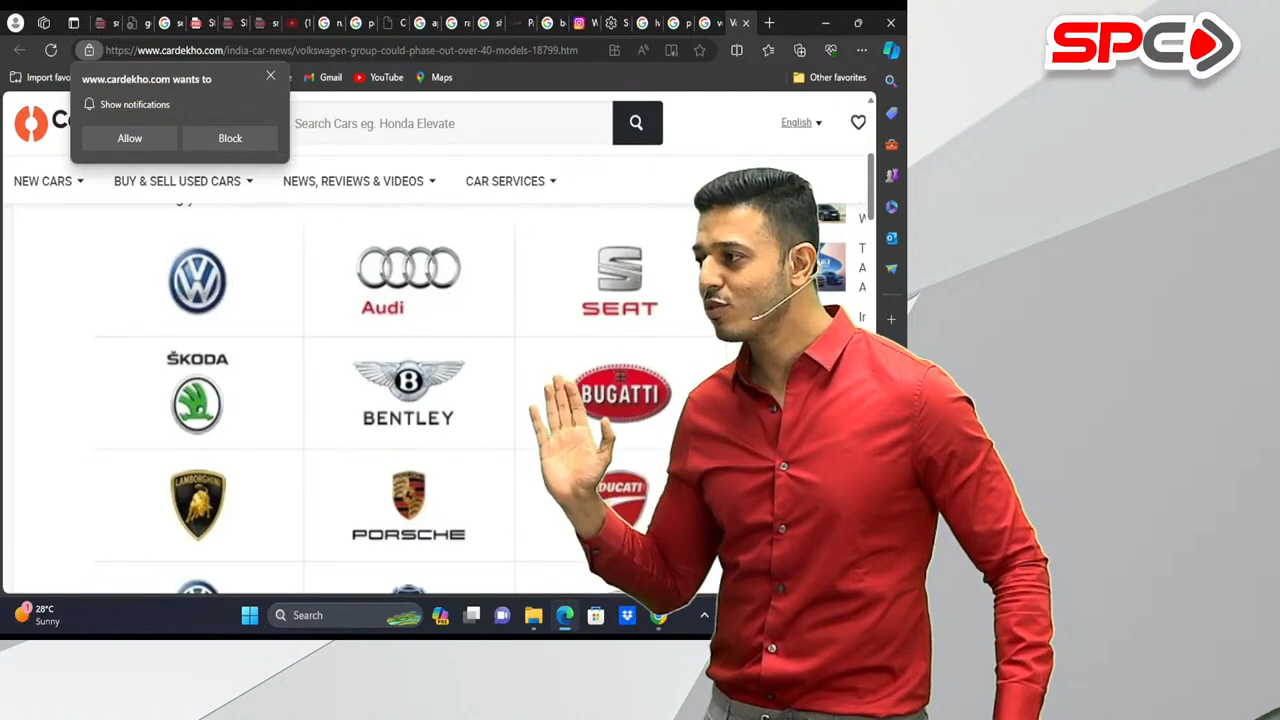 SPC
https://www.cardekho.com/india-car-news/volkswagen-group-could-phase-out-over-40-models-18799.htm
Import favo
Gmail
YouTube
Maps
Other favorites
www.cardekho.com wants to
Show notifications
Allow
Block
Search Cars eg. Honda Elevate
English
NEW CARS
BUY & SELL USED CARS
NEWS, REVIEWS & VIDEOS
CAR SERVICES
Audi
SEAT
ŠKODA
B
BENTLEY
BUGATTI
LAMBORGHINI
PORSCHE
DUCATI
28°C
Sunny
Search